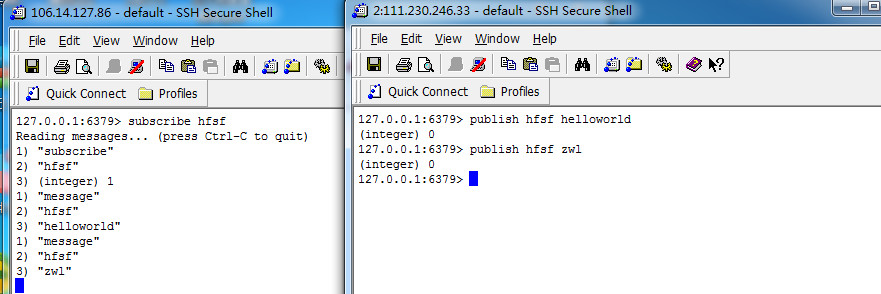 106.14.127.86 - default - SSH Secure Shell
File Edit View Window Help
Quick Connect Profiles
127.0.0.1:6379> subscribe hfsf
Reading messages... (press Ctrl-C to quit)
1) "subscribe"
2) "hfsf"
3) (integer) 1
1) "message"
2) "hfsf"
3) "helloworld"
1) "message"
2) "hfsf"
3) "zwl"
2:111.230.246.33 - default - SSH Secure Shell
File Edit View Window Help
Quick Connect Profiles
127.0.0.1:6379> publish hfsf helloworld
(integer) 0
127.0.0.1:6379> publish hfsf zwl
(integer) 0
127.0.0.1:6379>